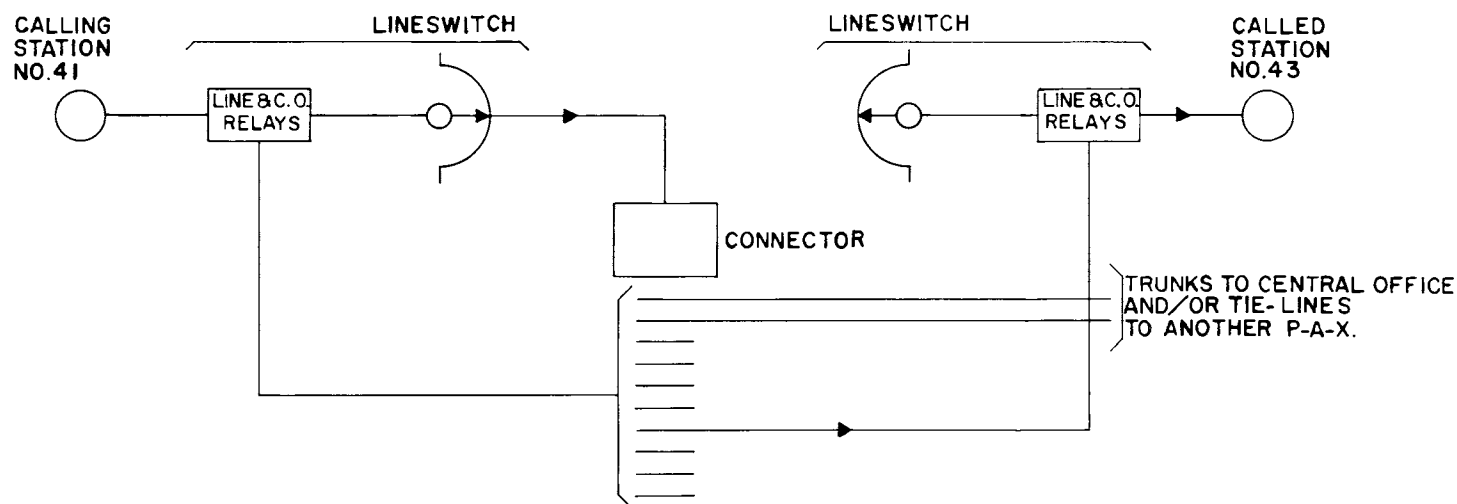 CALLING
STATION
NO.41
LINESWITCH
LINE & C.O.
RELAYS
LINESWITCH
LINE & C.O.
RELAYS
CALLED
STATION
NO.43
CONNECTOR
TRUNKS TO CENTRAL OFFICE
AND/OR TIE-LINES
TO ANOTHER P-A-X.